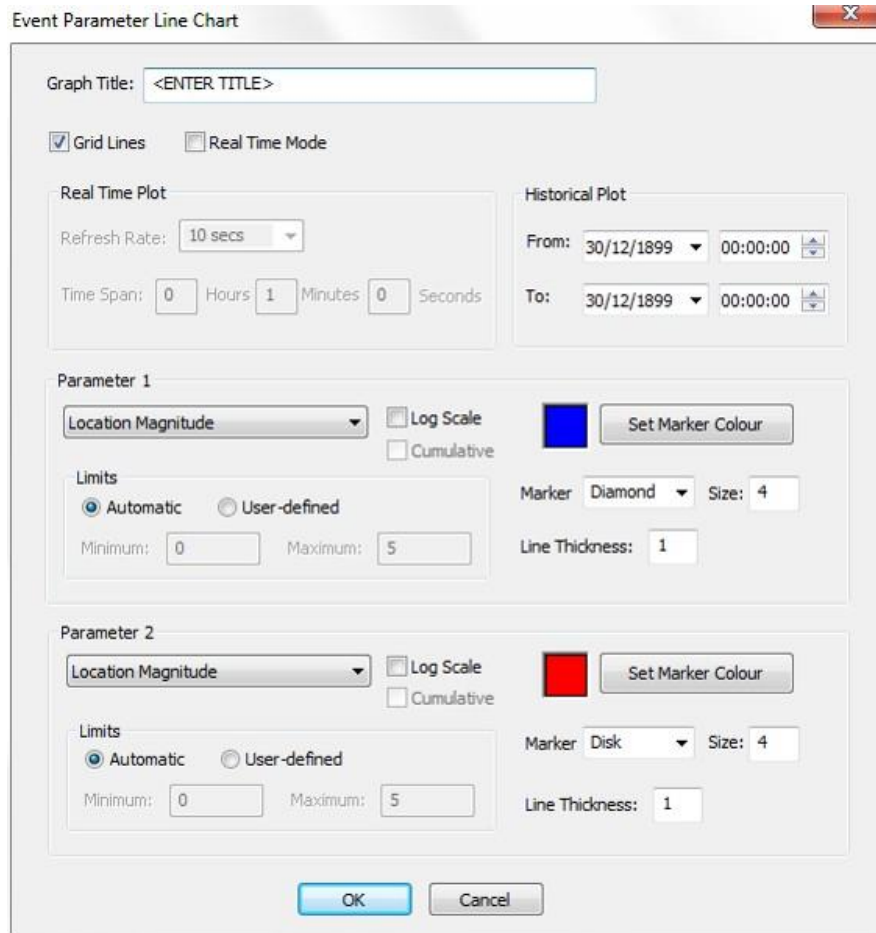 Event Parameter Line Chart
Graph Title: <ENTER TITLE>
Grid Lines Real Time Mode
Real Time Plot
Refresh Rate: 10 secs
Time Span: 0 Hours 1 Minutes 0 Seconds
Historical Plot
From: 30/12/1899 00:00:00
To: 30/12/1899 00:00:00
Parameter 1
Location Magnitude
Log Scale
Cumulative
Set Marker Colour
Limits
Automatic User-defined
Minimum: 0 Maximum: 5
Marker Diamond Size: 4
Line Thickness: 1
Parameter 2
Location Magnitude
Log Scale
Cumulative
Set Marker Colour
Limits
Automatic User-defined
Minimum: 0 Maximum: 5
Marker Disk Size: 4
Line Thickness: 1
OK Cancel